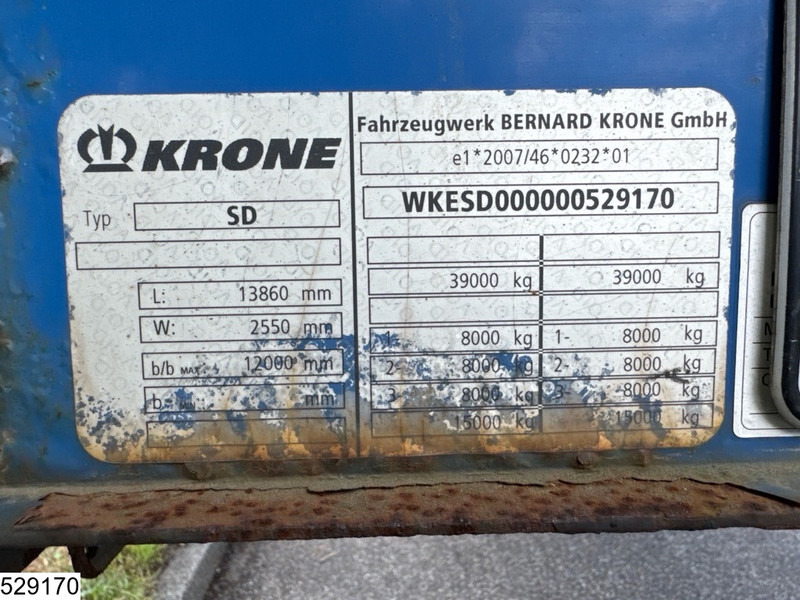 KRONE
Typ SD
L: 13860 mm
W: 2550 mm
b/b MAX. 12000 mm
b MIN. mm
Fahrzeugwerk BERNARD KRONE GmbH
e1*2007/46*0232*01
WKESD000000529170
39000 kg 39000 kg
1- 8000 kg 1- 8000 kg
2- 8000 kg 2- 8000 kg
3- 8000 kg 3- 8000 kg
15000 kg 15000 kg
529170